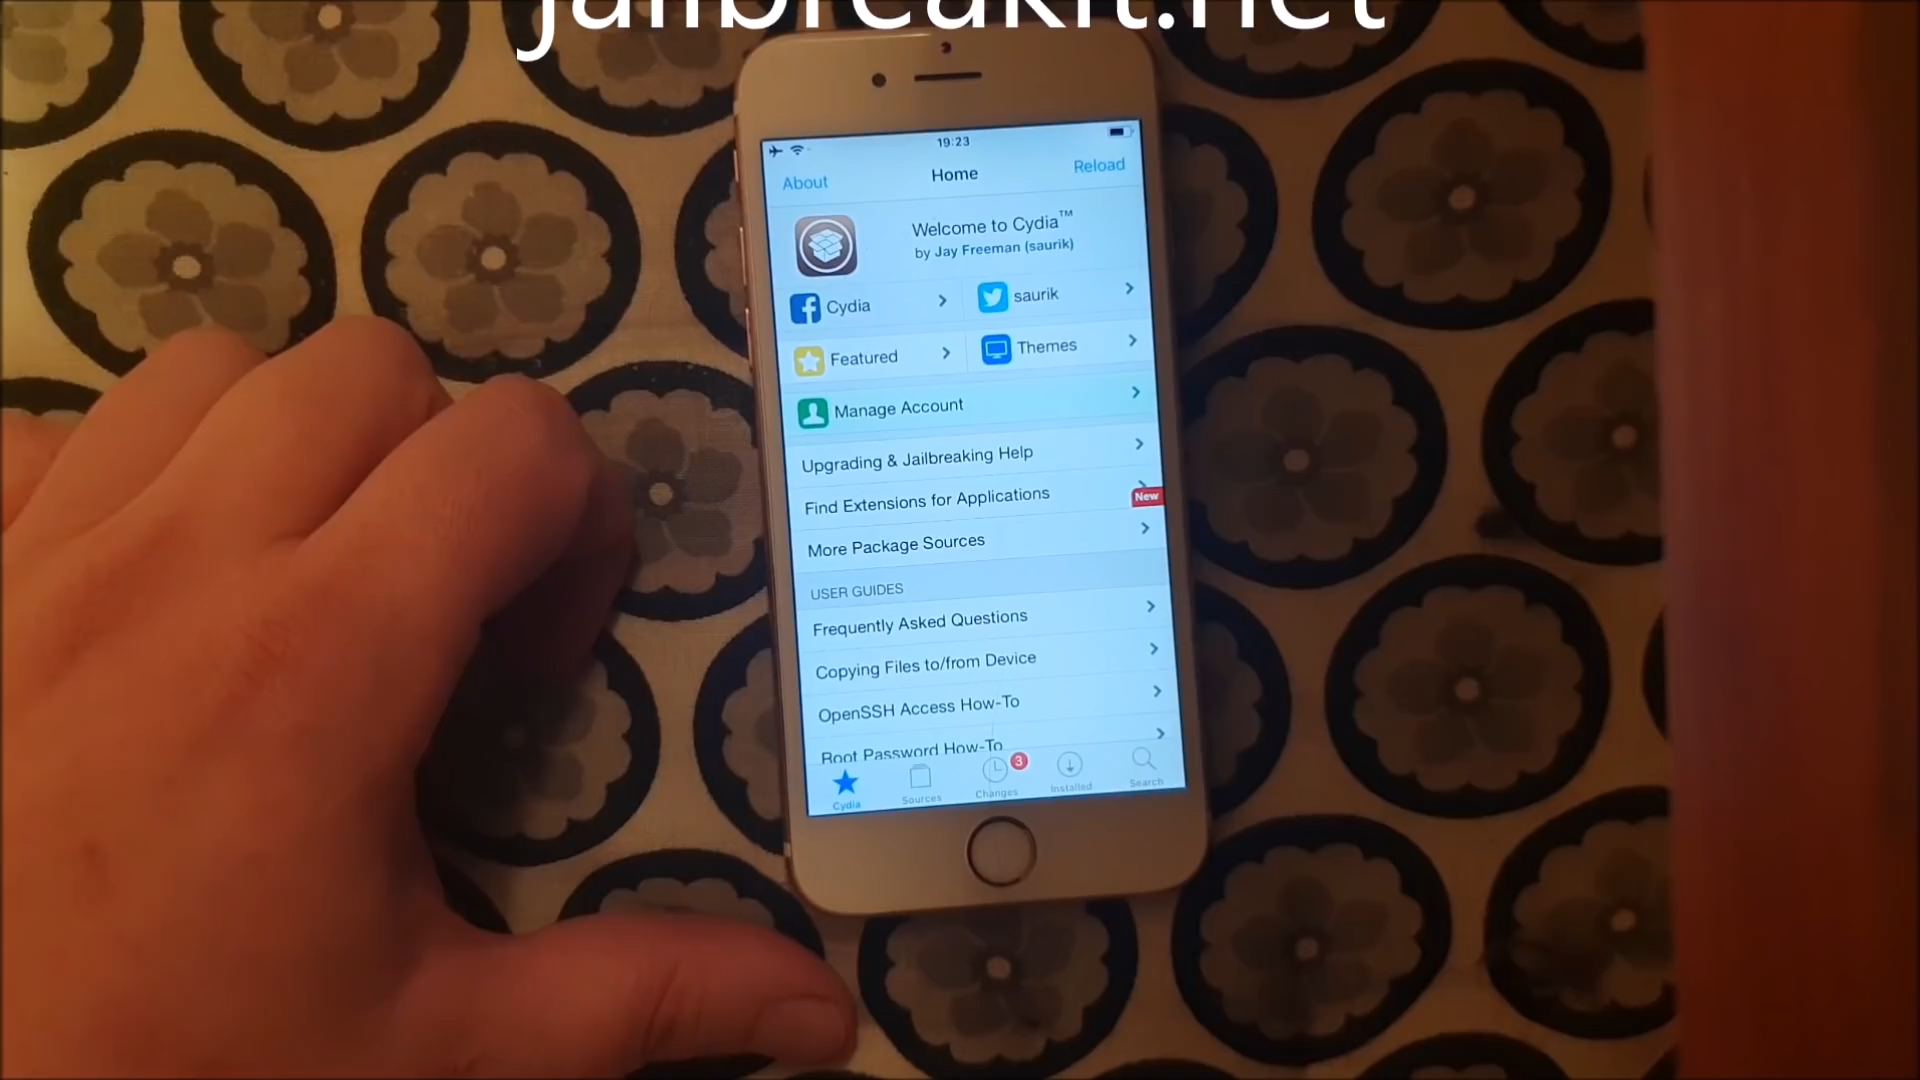 jailbreakit.net
19:23
About
Home
Reload
Welcome to Cydia™
by Jay Freeman (saurik)
Cydia
saurik
Featured
Themes
Manage Account
Upgrading & Jailbreaking Help
Find Extensions for Applications
New
More Package Sources
USER GUIDES
Frequently Asked Questions
Copying Files to/from Device
OpenSSH Access How-To
Root Password How-To
3
Cydia
Sources
Changes
Installed
Search